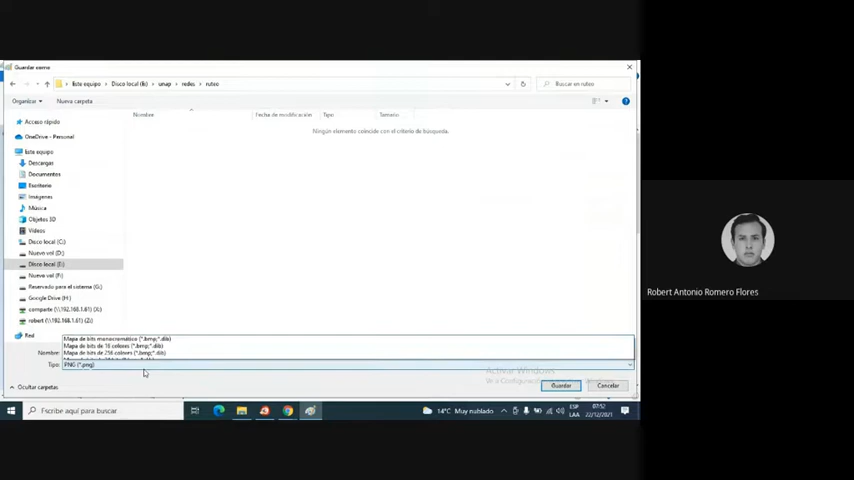 Guardar como
Este equipo > Disco local (E:) > unap > redes > ruteo
Buscar en ruteo
Organizar
Nueva carpeta
Nombre
Fecha de modificación
Tipo
Tamaño
Ningún elemento coincide con el criterio de búsqueda.
Acceso rápido
OneDrive - Personal
Este equipo
Descargas
Documentos
Escritorio
Imágenes
Música
Objetos 3D
Vídeos
Disco local (C:)
Nuevo vol (D:)
Disco local (E:)
Nuevo vol (F:)
Reservado para el sistema (G:)
Google Drive (H:)
comparte (\\192.168.1.61) (X:)
robert (\\192.168.1.61) (Z:)
Red
Mapa de bits monocromático (*.bmp;*.dib)
Mapa de bits de 16 colores (*.bmp;*.dib)
Mapa de bits de 256 colores (*.bmp;*.dib)
Nombre:
Tipo:
PNG (*.png)
Activar Windows
Ocultar carpetas
Guardar
Cancelar
Escribe aquí para buscar
14°C Muy nublado
ESP
LAA
07:52
22/12/2021
Robert Antonio Romero Flores